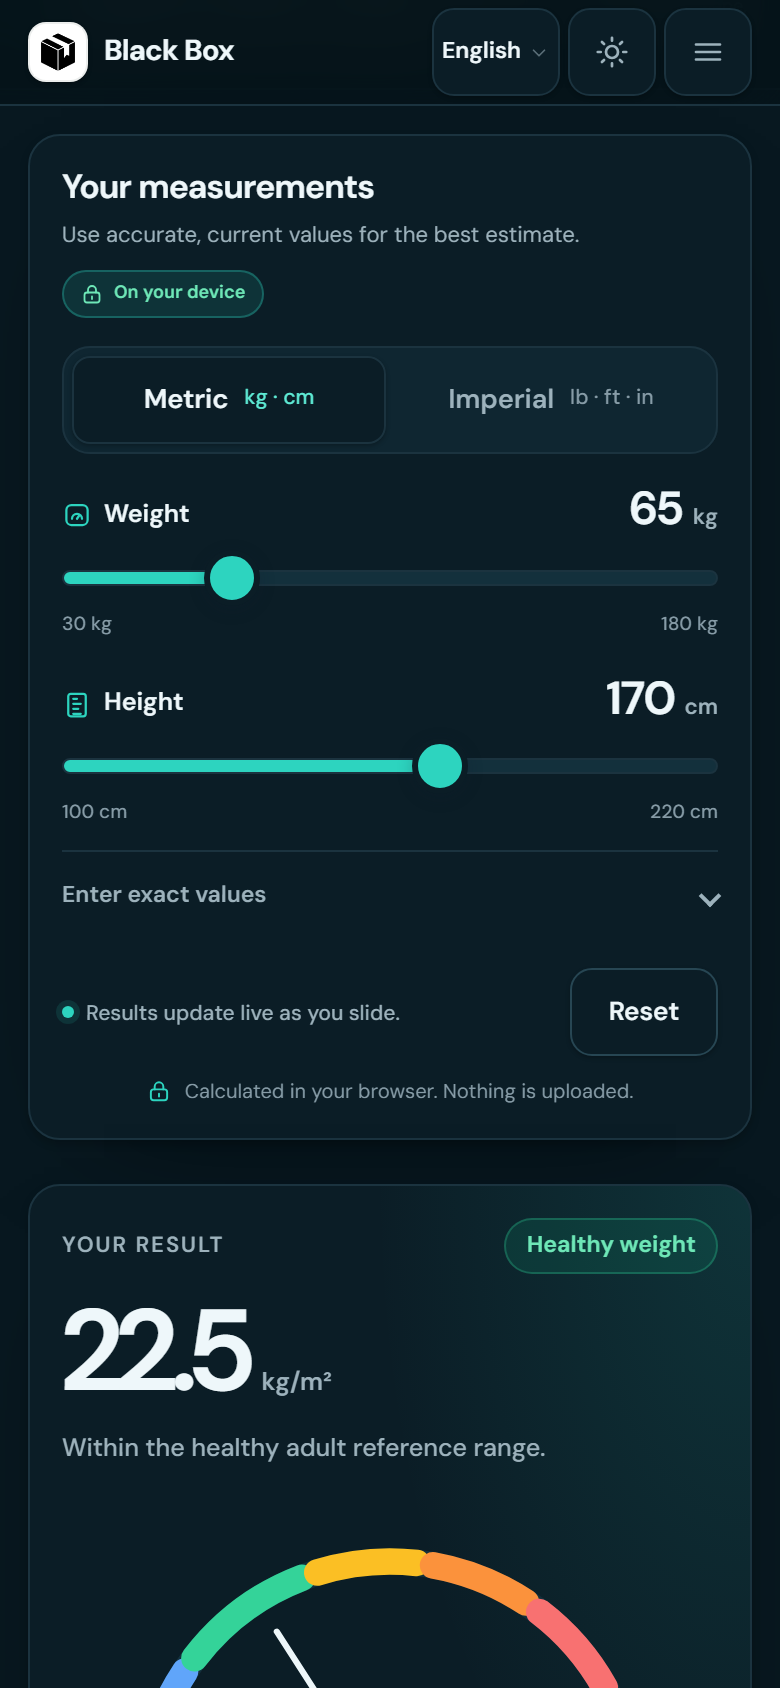 Black Box
English
Your measurements
Use accurate, current values for the best estimate.
On your device
Metric kg · cm
Imperial lb · ft · in
Weight
65 kg
30 kg
180 kg
Height
170 cm
100 cm
220 cm
Enter exact values
Results update live as you slide.
Reset
Calculated in your browser. Nothing is uploaded.
YOUR RESULT
Healthy weight
22.5 kg/m²
Within the healthy adult reference range.